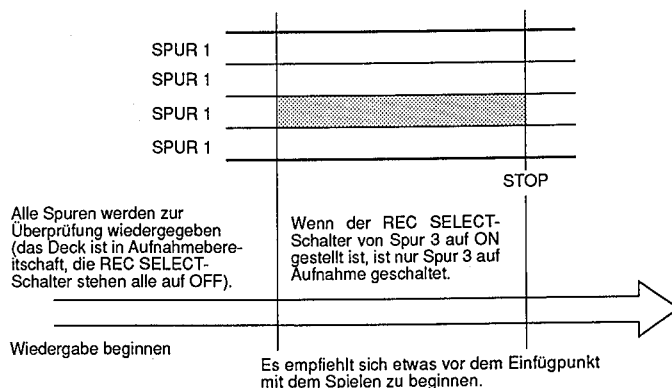 SPUR 1
SPUR 1
SPUR 1
SPUR 1
STOP
Alle Spuren werden zur
Überprüfung wiedergegeben
(das Deck ist in Aufnahmebere-
itschaft, die REC SELECT-
Schalter stehen alle auf OFF).
Wenn der REC SELECT-
Schalter von Spur 3 auf ON
gestellt ist, ist nur Spur 3 auf
Aufnahme geschaltet.
Wiedergabe beginnen
Es empfiehlt sich etwas vor dem Einfügpunkt
mit dem Spielen zu beginnen.